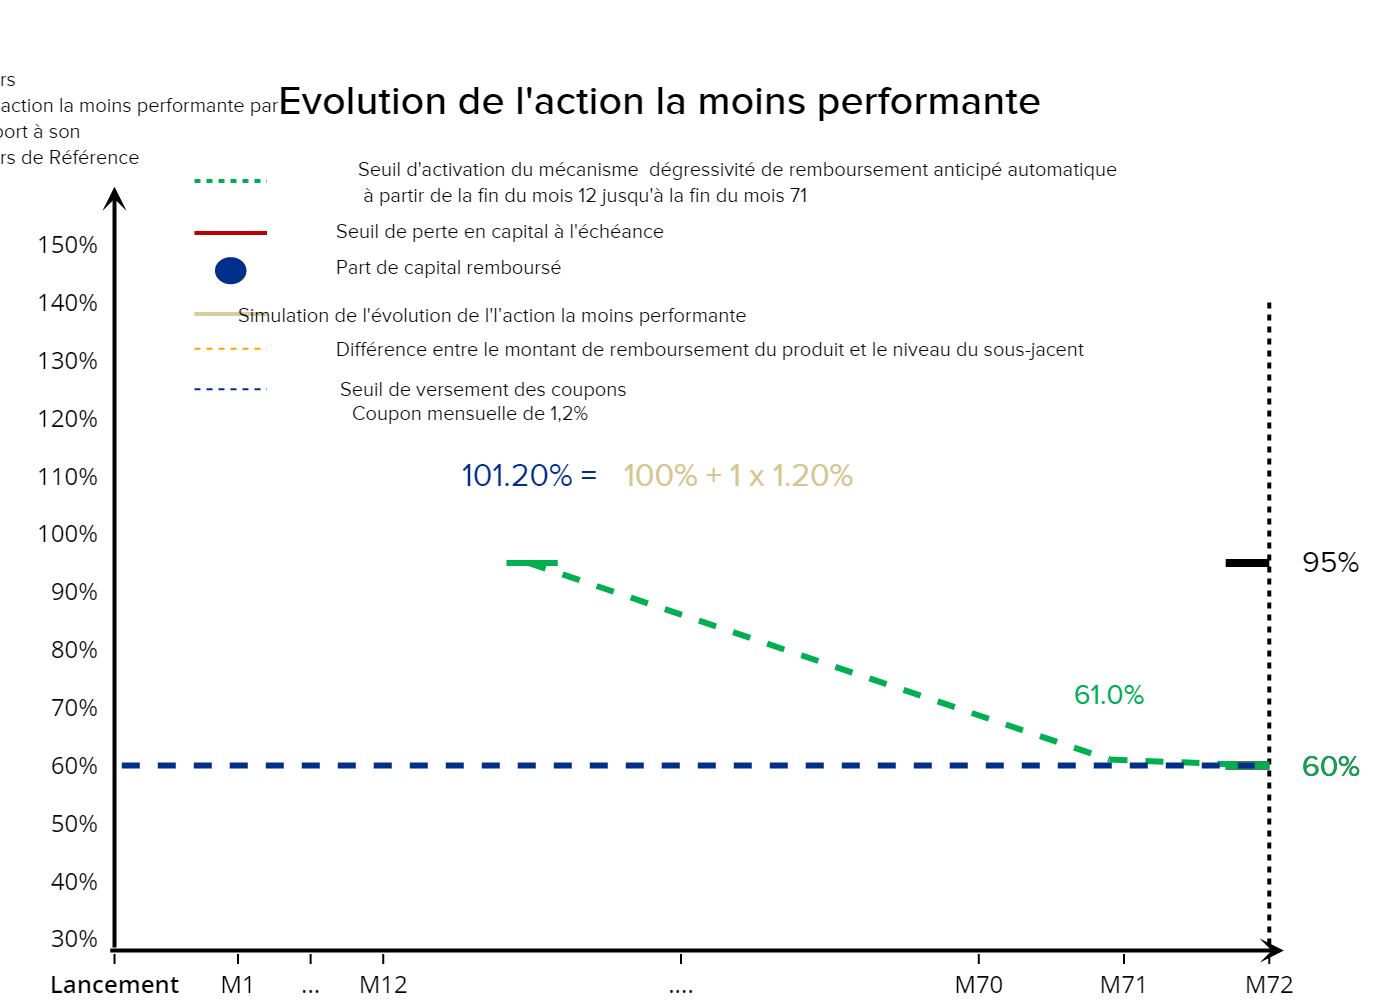 rs
action la moins performante par
port à son
rs de Référence
Evolution de l'action la moins performante
Seuil d'activation du mécanisme  dégressivité de remboursement anticipé automatique
à partir de la fin du mois 12 jusqu'à la fin du mois 71
Seuil de perte en capital à l'échéance
Part de capital remboursé
Simulation de l'évolution de l'l’action la moins performante
Différence entre le montant de remboursement du produit et le niveau du sous-jacent
Seuil de versement des coupons
Coupon mensuelle de 1,2%
150%
140%
130%
120%
110%
100%
90%
80%
70%
60%
50%
40%
30%
101.20% = 100% + 1 x 1.20%
95%
61.0%
60%
Lancement M1 ... M12 .... M70 M71 M72